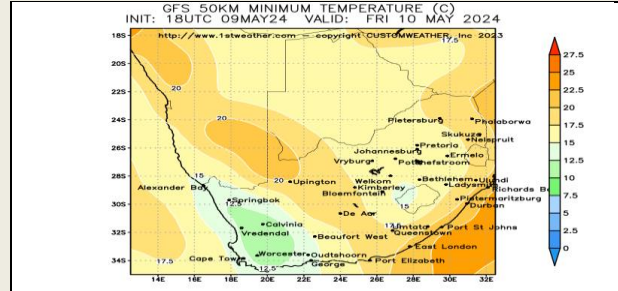 GFS 50KM MINIMUM TEMPERATURE (C)
INIT: 18UTC 09MAY24 VALID: FRI 10 MAY 2024
http://www.1stweather.com – copyright CUSTOMWEATHER, Inc 2023
17.5
18S
20S
20
22S
24S
Pietersburg
Phalaborwa
Skukuza
26S
20
Pretoria
Nelspruit
Johannesburg
Ermelo
Vryburg
Potchefstroom
28S
15
20
Upington
Welkom
Bethlehem
Ulundi
Alexander Bay
Kimberley
Ladysmith
Richards B
30S
12.5
Springbok
Bloemfontein
15
Pietermaritzburg
De Aar
Durban
32S
Calvinia
Vredendal
Beaufort West
Umtata
Port St Johns
Queenstown
East London
34S
17.5
Cape Town
Worcester
Oudtshoorn
12.5
George
Port Elizabeth
14E 16E 18E 20E 22E 24E 26E 28E 30E 32E
27.5
25
22.5
20
17.5
15
12.5
10
7.5
5
2.5
0